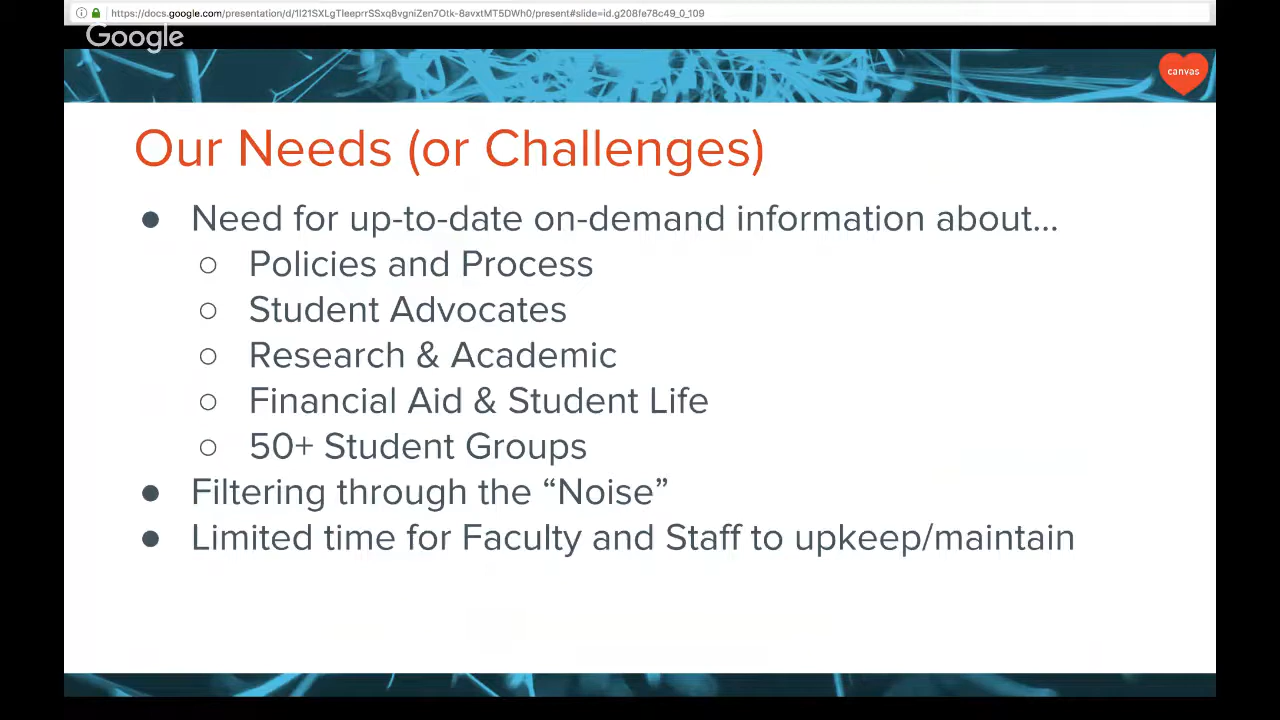 https://docs.google.com/presentation/d/1I21SXLgTleeprrSSxq8vgniZen7Otk-8avxtMT5DWh0/present#slide=id.g208fe78c49_0_109
Google
canvas
Our Needs (or Challenges)
● Need for up-to-date on-demand information about...
○ Policies and Process
○ Student Advocates
○ Research & Academic
○ Financial Aid & Student Life
○ 50+ Student Groups
● Filtering through the “Noise”
● Limited time for Faculty and Staff to upkeep/maintain